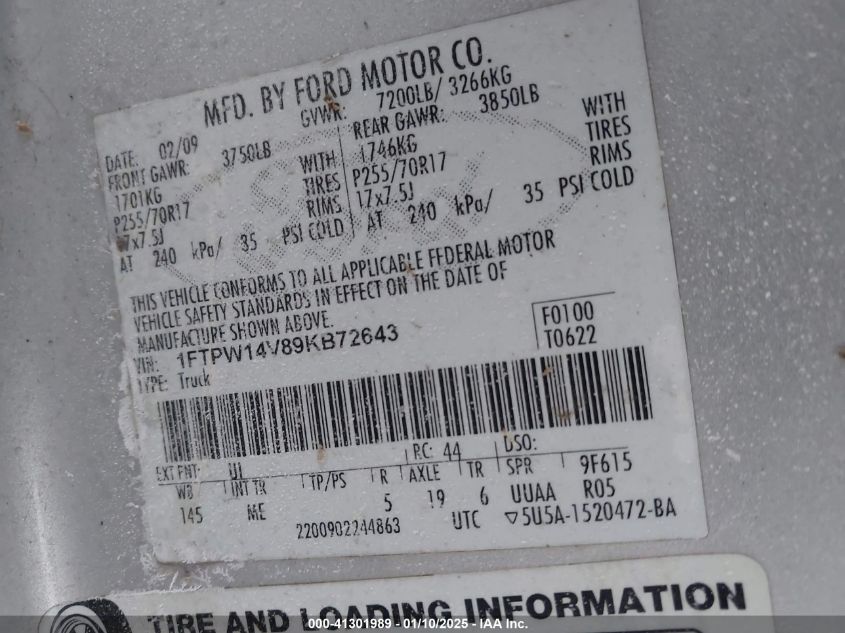 MFD. BY FORD MOTOR CO.
DATE: 02/09 GVWR: 7200LB/ 3266KG
FRONT GAWR: 3750LB REAR GAWR: 3850LB
1701KG WITH 1746KG WITH
P255/70R17 TIRES P255/70R17 TIRES
17x7.5J RIMS 17x7.5J RIMS
AT 240 kPa/ 35 PSI COLD AT 240 kPa/ 35 PSI COLD
THIS VEHICLE CONFORMS TO ALL APPLICABLE FEDERAL MOTOR
VEHICLE SAFETY STANDARDS IN EFFECT ON THE DATE OF
MANUFACTURE SHOWN ABOVE.
VIN: 1FTPW14V89KB72643 F0100
TYPE: Truck T0622
EXT PNT: UI RC: 44 DSO:
WB INT TR TP/PS R AXLE TR SPR 9F615
145 ME 5 19 6 UUAA R05
2200902244863 UTC ▽5U5A-1520472-BA
TIRE AND LOADING INFORMATION
000-41301989 - 01/10/2025 - IAA Inc.